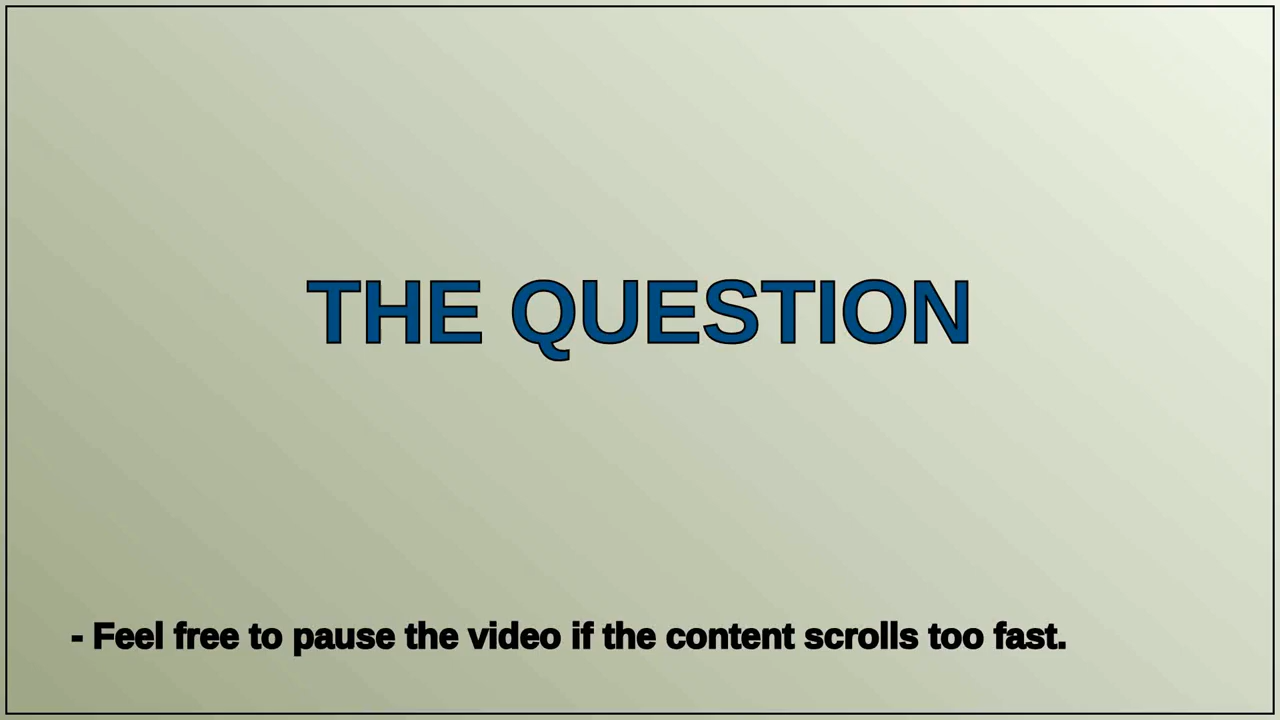 THE QUESTION
- Feel free to pause the video if the content scrolls too fast.